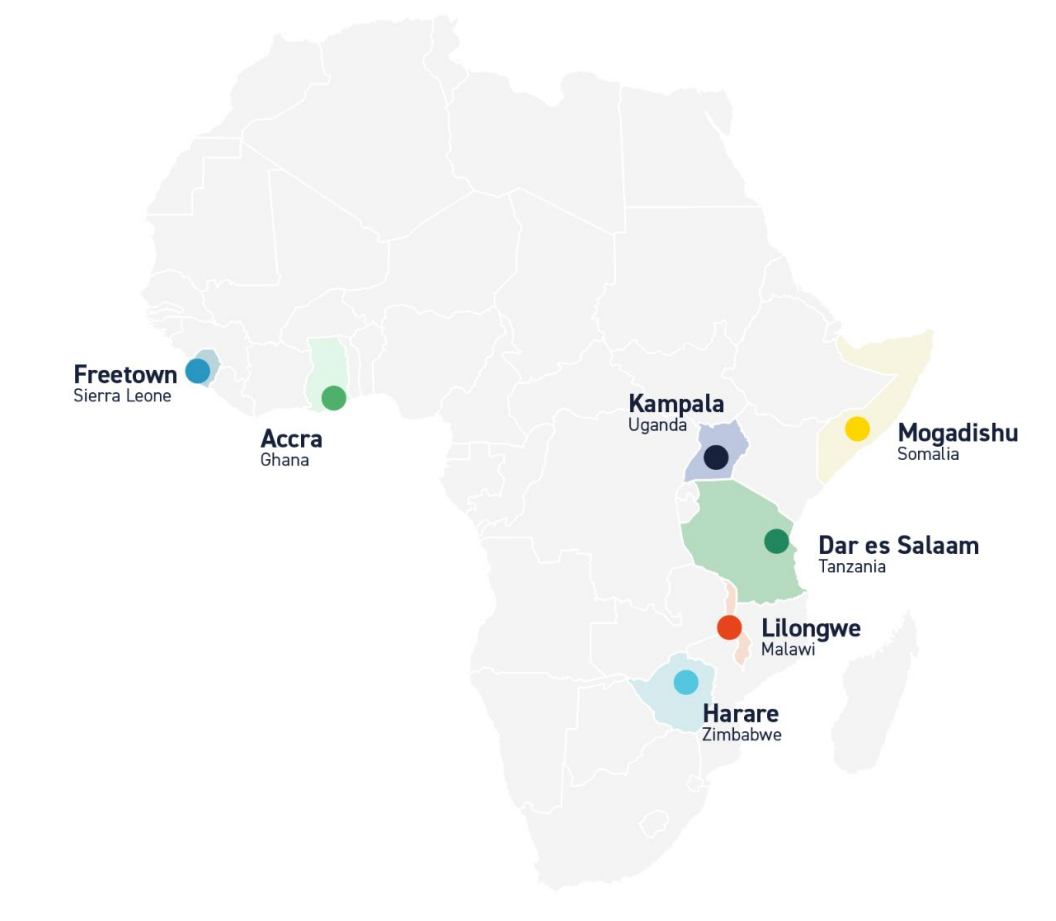 Freetown
Sierra Leone
Accra
Ghana
Kampala
Uganda
Mogadishu
Somalia
Dar es Salaam
Tanzania
Lilongwe
Malawi
Harare
Zimbabwe